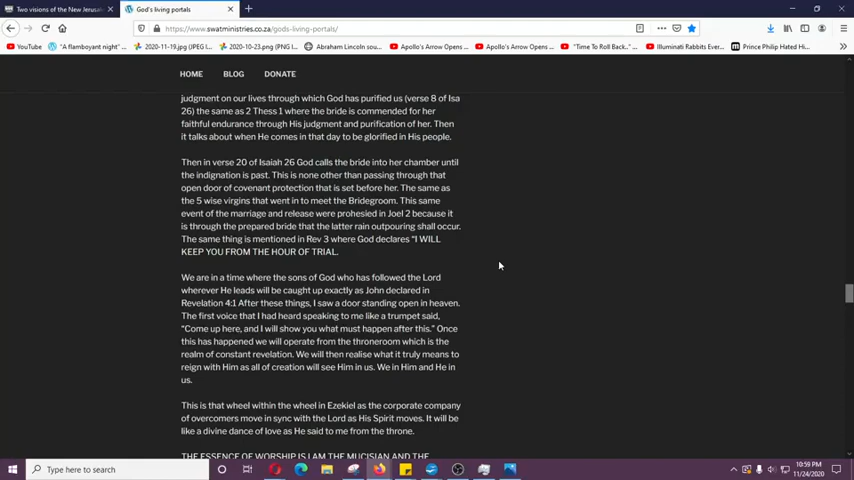 Two visions of the New Jerusale
God's living portals
https://www.swatministries.co.za/gods-living-portals/
YouTube
"A flamboyant night"
2020-11-19.jpg (JPEG I...
2020-10-23.png (PNG I...
Abraham Lincoln sou...
Apollo's Arrow Opens ...
Apollo's Arrow Opens ...
"Time To Roll Back."...
Illuminati Rabbits Ever...
Prince Philip Hated Hi...
HOME BLOG DONATE
judgment on our lives through which God has purified us (verse 8 of Isa
26) the same as 2 Thess 1 where the bride is commended for her
faithful endurance through His judgment and purification of her. Then
it talks about when He comes in that day to be glorified in His people.
Then in verse 20 of Isaiah 26 God calls the bride into her chamber until
the indignation is past. This is none other than passing through that
open door of covenant protection that is set before her. The same as
the 5 wise virgins that went in to meet the Bridegroom. This same
event of the marriage and release were prohesied in Joel 2 because it
is through the prepared bride that the latter rain outpouring shall occur.
The same thing is mentioned in Rev 3 where God declares "I WILL
KEEP YOU FROM THE HOUR OF TRIAL.
We are in a time where the sons of God who has followed the Lord
wherever He leads will be caught up exactly as John declared in
Revelation 4:1 After these things, I saw a door standing open in heaven.
The first voice that I had heard speaking to me like a trumpet said,
"Come up here, and I will show you what must happen after this." Once
this has happened we will operate from the throneroom which is the
realm of constant revelation. We will then realise what it truly means to
reign with Him as all of creation will see Him in us. We in Him and He in
us.
This is that wheel within the wheel in Ezekiel as the corporate company
of overcomers move in sync with the Lord as His Spirit moves. It will be
like a divine dance of love as He said to me from the throne.
THE ESSENCE OF WORSHIP IS I AM THE MUCISIAN AND THE
Type here to search
10:59 PM
11/24/2020